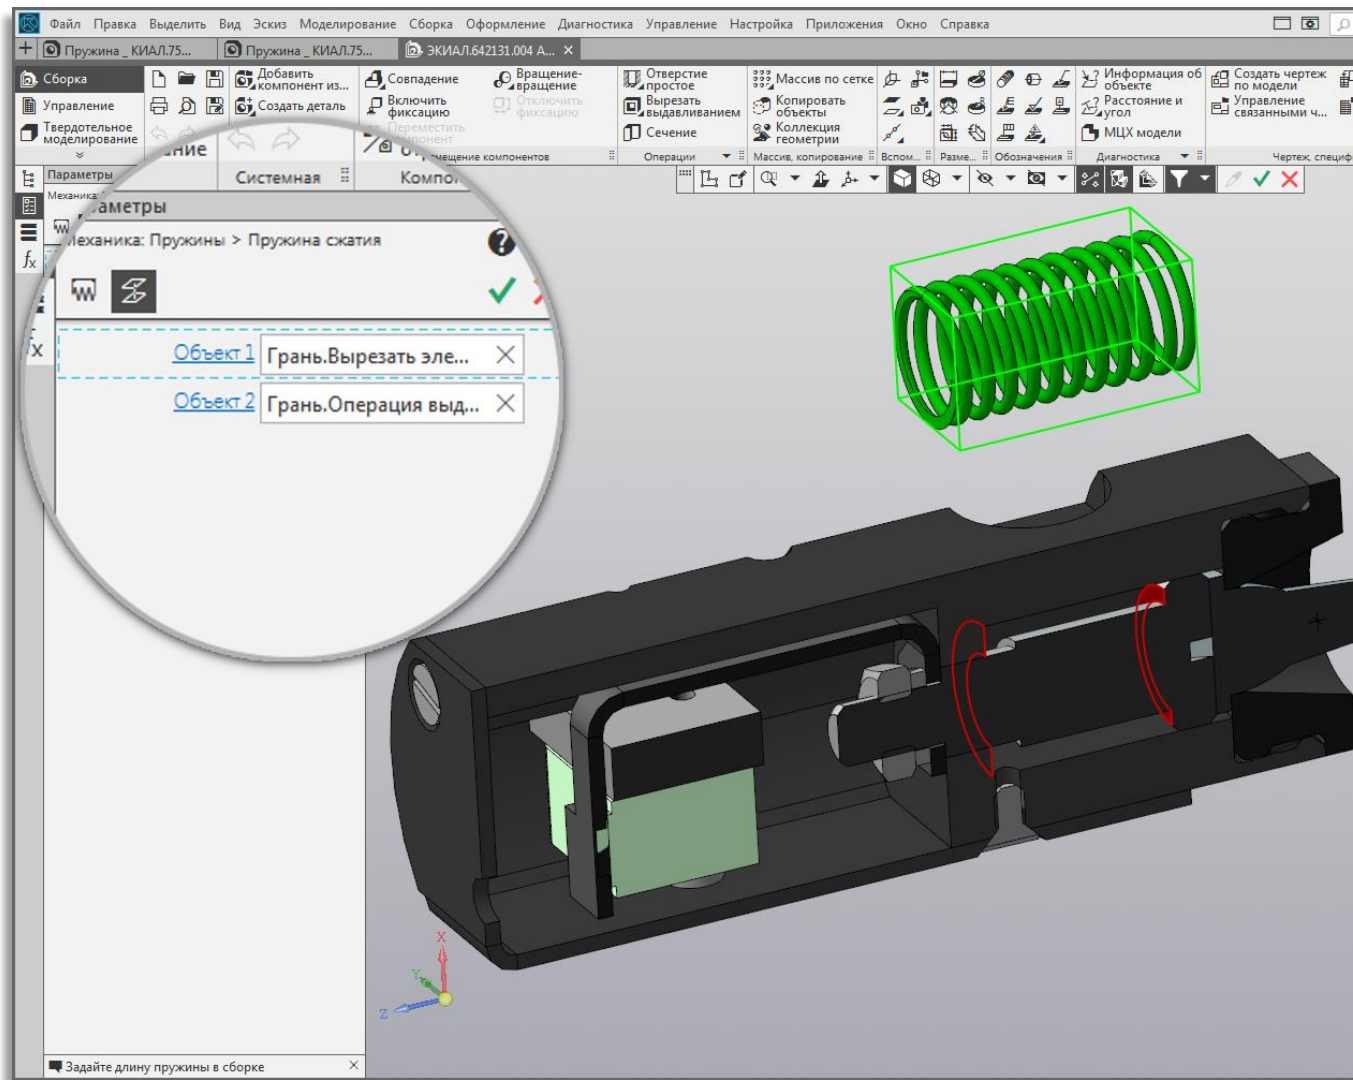 Файл Правка Выделить Вид Эскиз Моделирование Сборка Оформление Диагностика Управление Настройка Приложения Окно Справка
Пружина _ КИАЛ.75... Пружина _ КИАЛ.75... ЭКИАЛ.642131.004 А...
Сборка
Управление
Твердотельное
моделирование
Добавить
компонент из...
Создать деталь
Совпадение
Включить
фиксацию
Переместить
компонент
Вращение-
вращение
Отключить
фиксацию
Отверстие
простое
Вырезать
выдавливанием
Сечение
Массив по сетке
Копировать
объекты
Коллекция
геометрии
Информация об
объекте
Расстояние и
угол
МЦХ модели
Создать чертеж
по модели
Управление
связанными ч...
Системная
Операции
Массив, копирование
Вспом...
Разме...
Обозначения
Диагностика
Чертеж, специф
Параметры
Механика: Пружины > Пружина сжатия
Объект 1 Грань.Вырезать эле...
Объект 2 Грань.Операция выд...
X
Y
Z
Задайте длину пружины в сборке